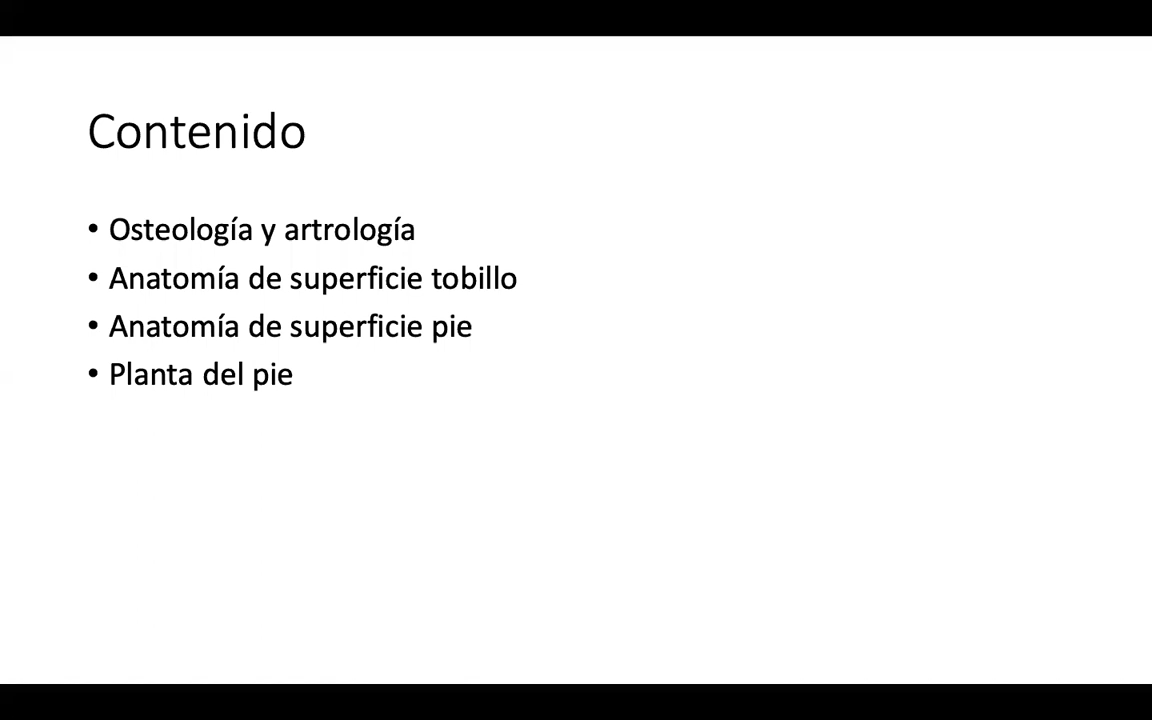 Contenido
• Osteología y artrología
• Anatomía de superficie tobillo
• Anatomía de superficie pie
• Planta del pie